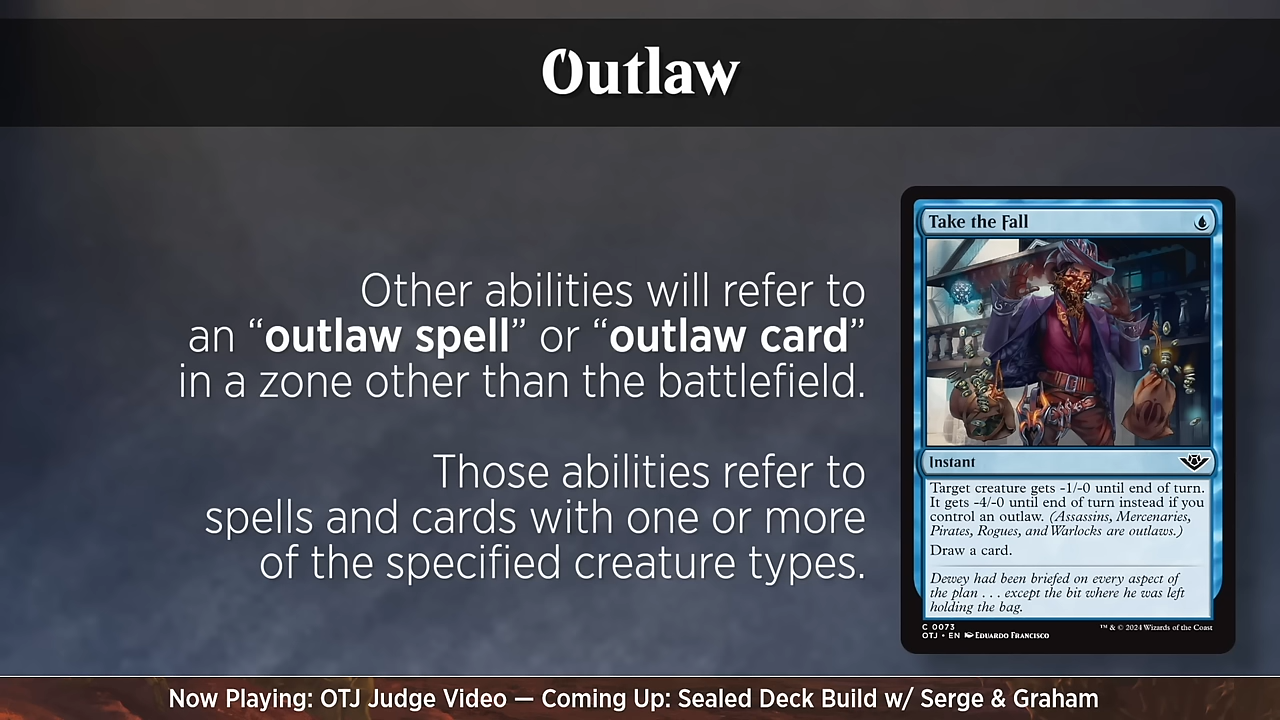 Outlaw
Other abilities will refer to
an “outlaw spell” or “outlaw card”
in a zone other than the battlefield.
Those abilities refer to
spells and cards with one or more
of the specified creature types.
Take the Fall
Instant
Target creature gets -1/-0 until end of turn.
It gets -4/-0 until end of turn instead if you
control an outlaw. (Assassins, Mercenaries,
Pirates, Rogues, and Warlocks are outlaws.)
Draw a card.
Dewey had been briefed on every aspect of
the plan . . . except the bit where he was left
holding the bag.
C 0073
OTJ • EN Eduardo Francisco
™ & © 2024 Wizards of the Coast
Now Playing: OTJ Judge Video — Coming Up: Sealed Deck Build w/ Serge & Graham